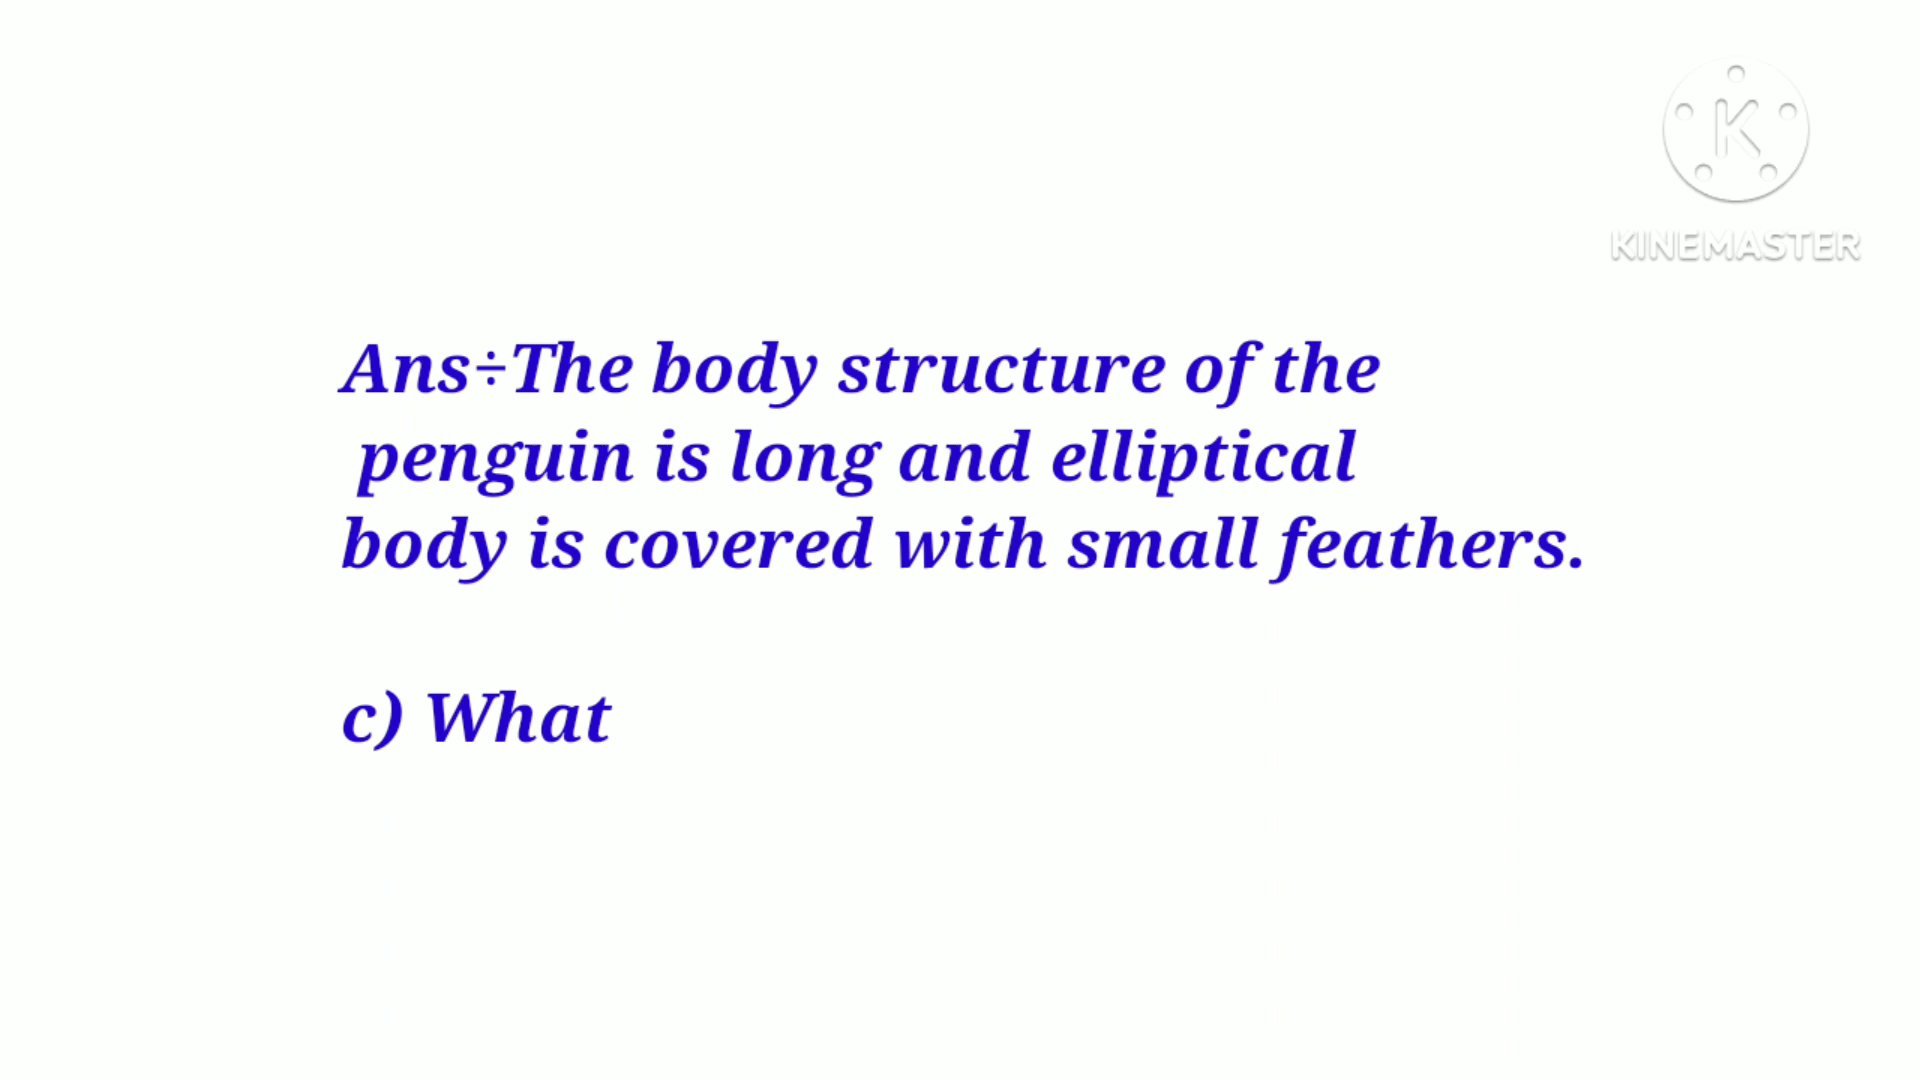 KINEMASTER
Ans÷The body structure of the
penguin is long and elliptical
body is covered with small feathers.
c) What